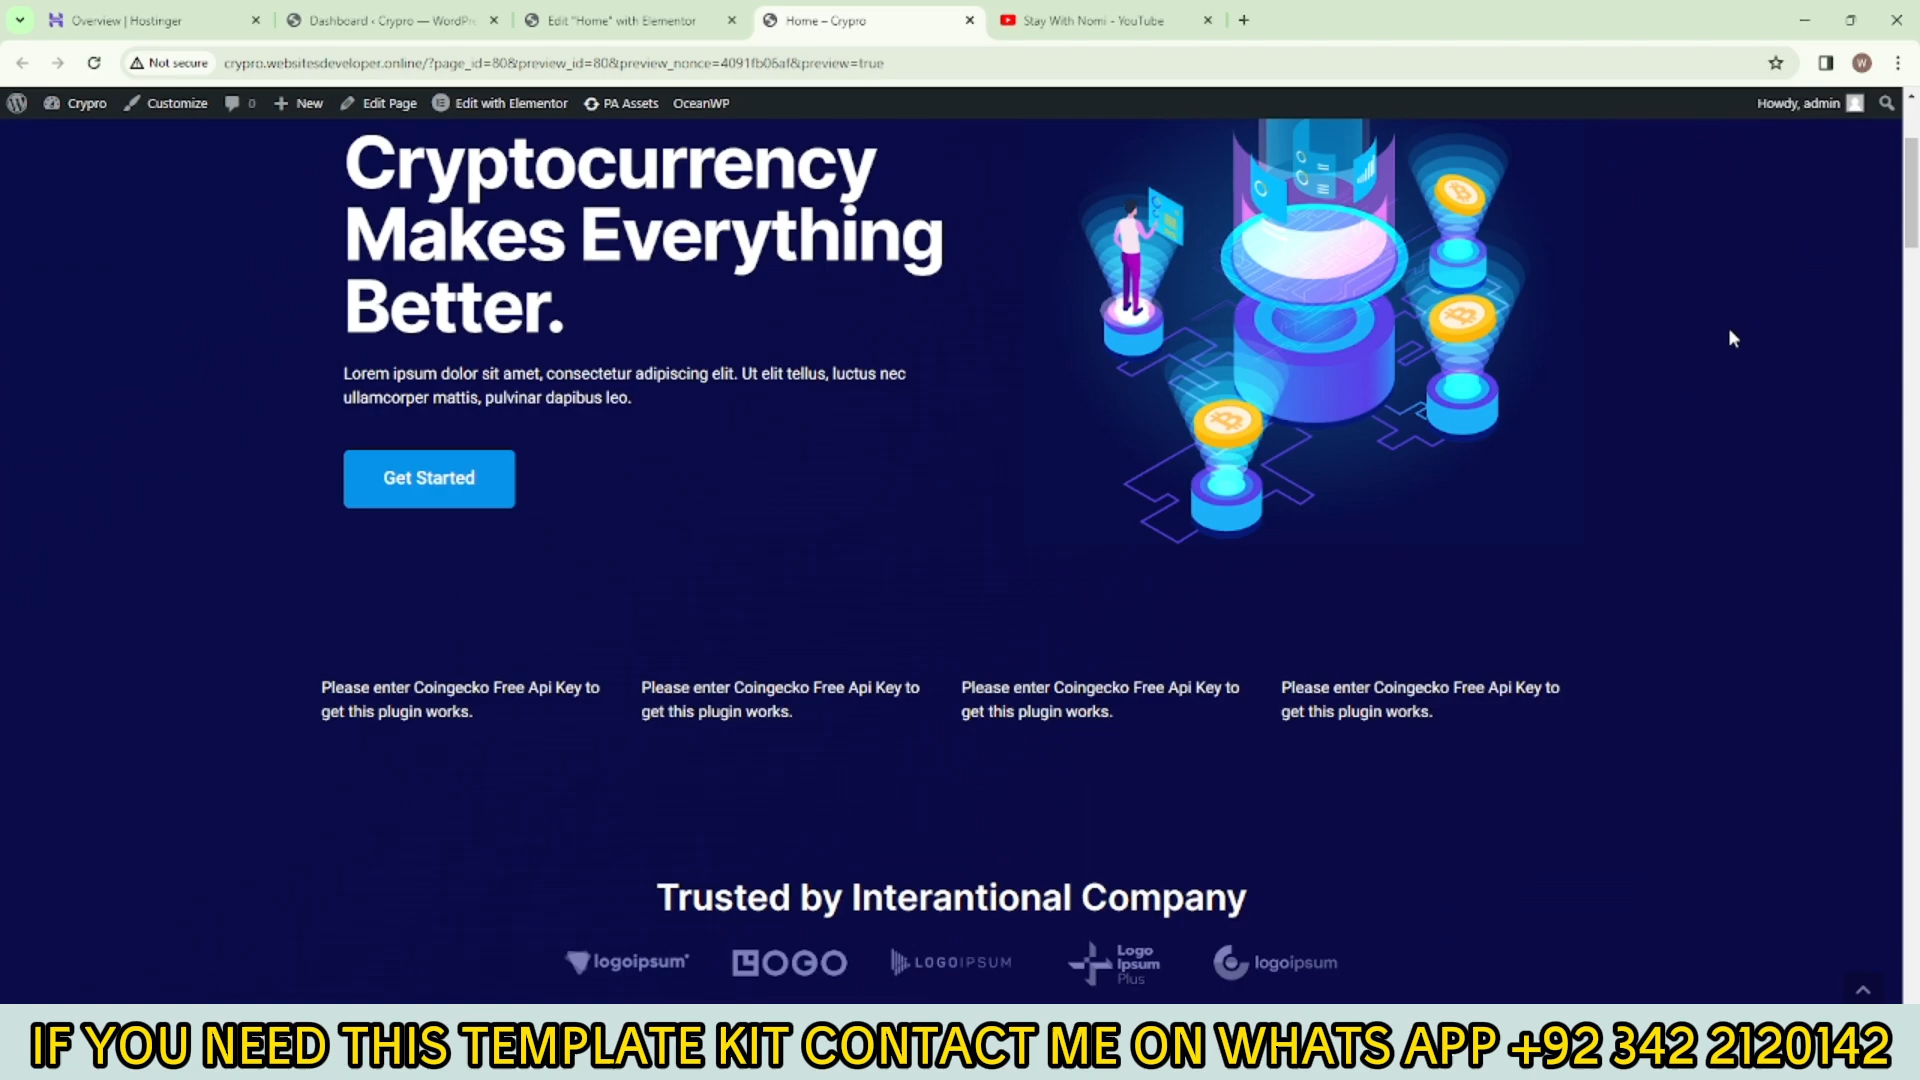 Overview | Hostinger
Dashboard ‹ Crypro — WordPr
Edit "Home" with Elementor
Home – Crypro
Stay With Nomi - YouTube
Not secure
crypro.websitesdeveloper.online/?page_id=80&preview_id=80&preview_nonce=4091fb06af&preview=true
W
Crypro
Customize
0
New
Edit Page
Edit with Elementor
PA Assets
OceanWP
Howdy, admin
Cryptocurrency
Makes Everything
Better.
Lorem ipsum dolor sit amet, consectetur adipiscing elit. Ut elit tellus, luctus nec
ullamcorper mattis, pulvinar dapibus leo.
Get Started
Please enter Coingecko Free Api Key to
get this plugin works.
Please enter Coingecko Free Api Key to
get this plugin works.
Please enter Coingecko Free Api Key to
get this plugin works.
Please enter Coingecko Free Api Key to
get this plugin works.
Trusted by Interantional Company
logoipsum
LOGO
LOGOIPSUM
Logo
Ipsum
Plus
logoipsum
IF YOU NEED THIS TEMPLATE KIT CONTACT ME ON WHATS APP +92 342 2120142